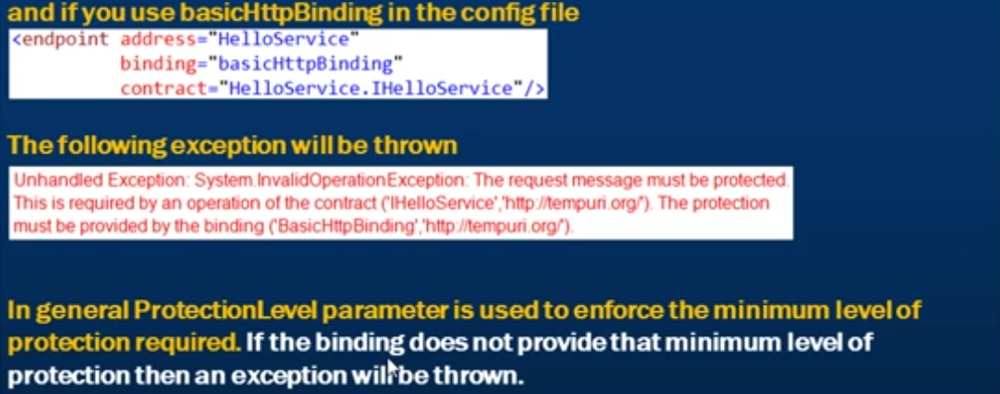 and if you use basicHttpBinding in the config file
<endpoint address="HelloService"
binding="basicHttpBinding"
contract="HelloService.IHelloService"/>
The following exception will be thrown
Unhandled Exception: System.InvalidOperationException: The request message must be protected.
This is required by an operation of the contract ('IHelloService','http://tempuri.org/'). The protection
must be provided by the binding ('BasicHttpBinding','http://tempuri.org/').
In general ProtectionLevel parameter is used to enforce the minimum level of
protection required. If the binding does not provide that minimum level of
protection then an exception will be thrown.